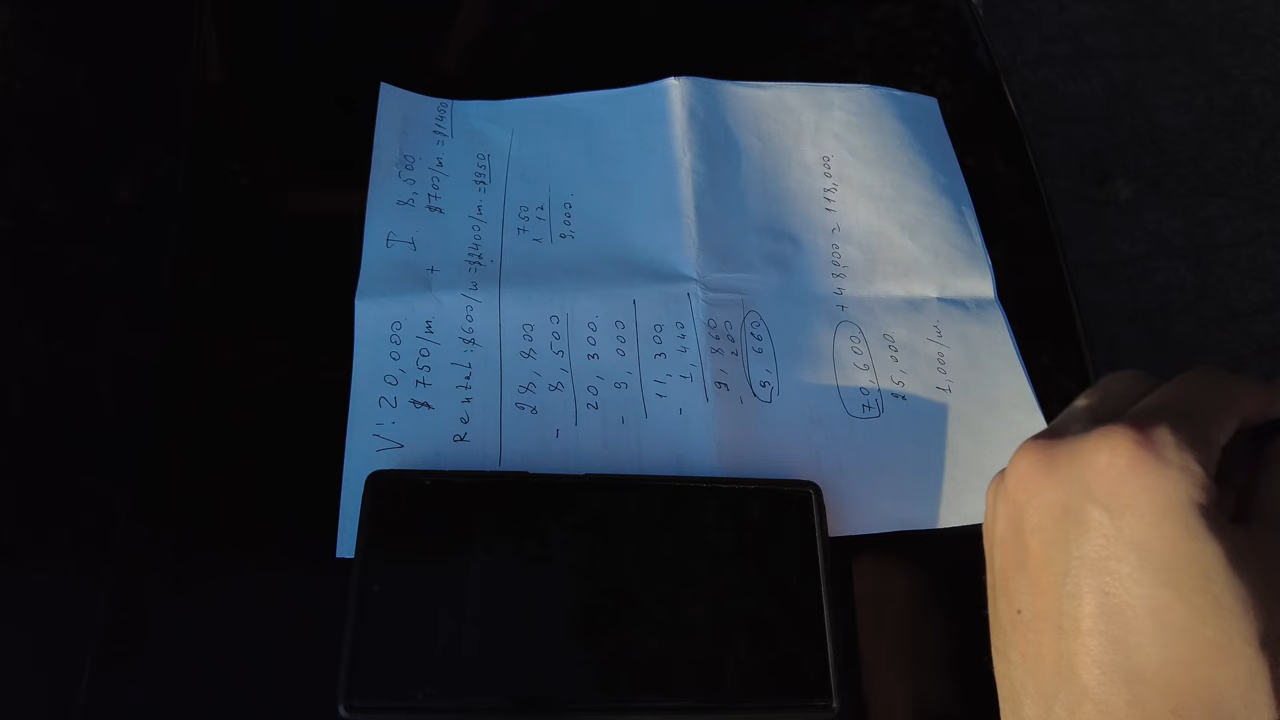 V: 20,000. + I. 8,500
$750/m. $700/m. = $1450
Rental: $600/w = $2400/m. = $950
28,800
- 8,500
20,300.
- 9,000
11,300
- 1,440
9,860
- 200
9,660
750
x 12
9,000.
70,600 + 48,000 = 118,000.
25,000.
1,000/w.